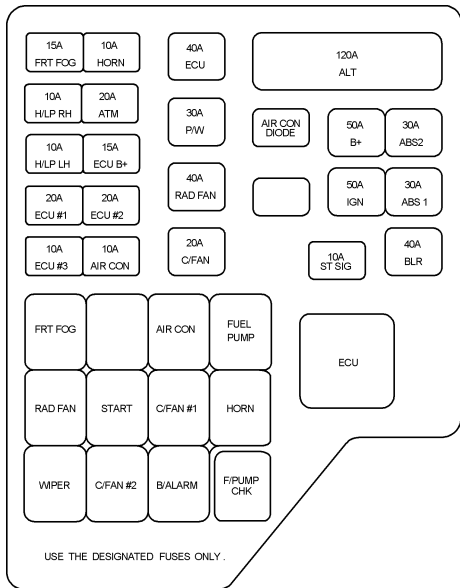 15A
FRT FOG
10A
HORN
40A
ECU
120A
ALT
10A
H/LP RH
20A
ATM
30A
P/W
AIR CON
DIODE
50A
B+
30A
ABS2
10A
H/LP LH
15A
ECU B+
40A
RAD FAN
50A
IGN
30A
ABS 1
20A
ECU #1
20A
ECU #2
20A
C/FAN
10A
ST SIG
40A
BLR
10A
ECU #3
10A
AIR CON
FRT FOG
AIR CON
FUEL
PUMP
ECU
RAD FAN
START
C/FAN #1
HORN
WIPER
C/FAN #2
B/ALARM
F/PUMP
CHK
USE THE DESIGNATED FUSES ONLY .